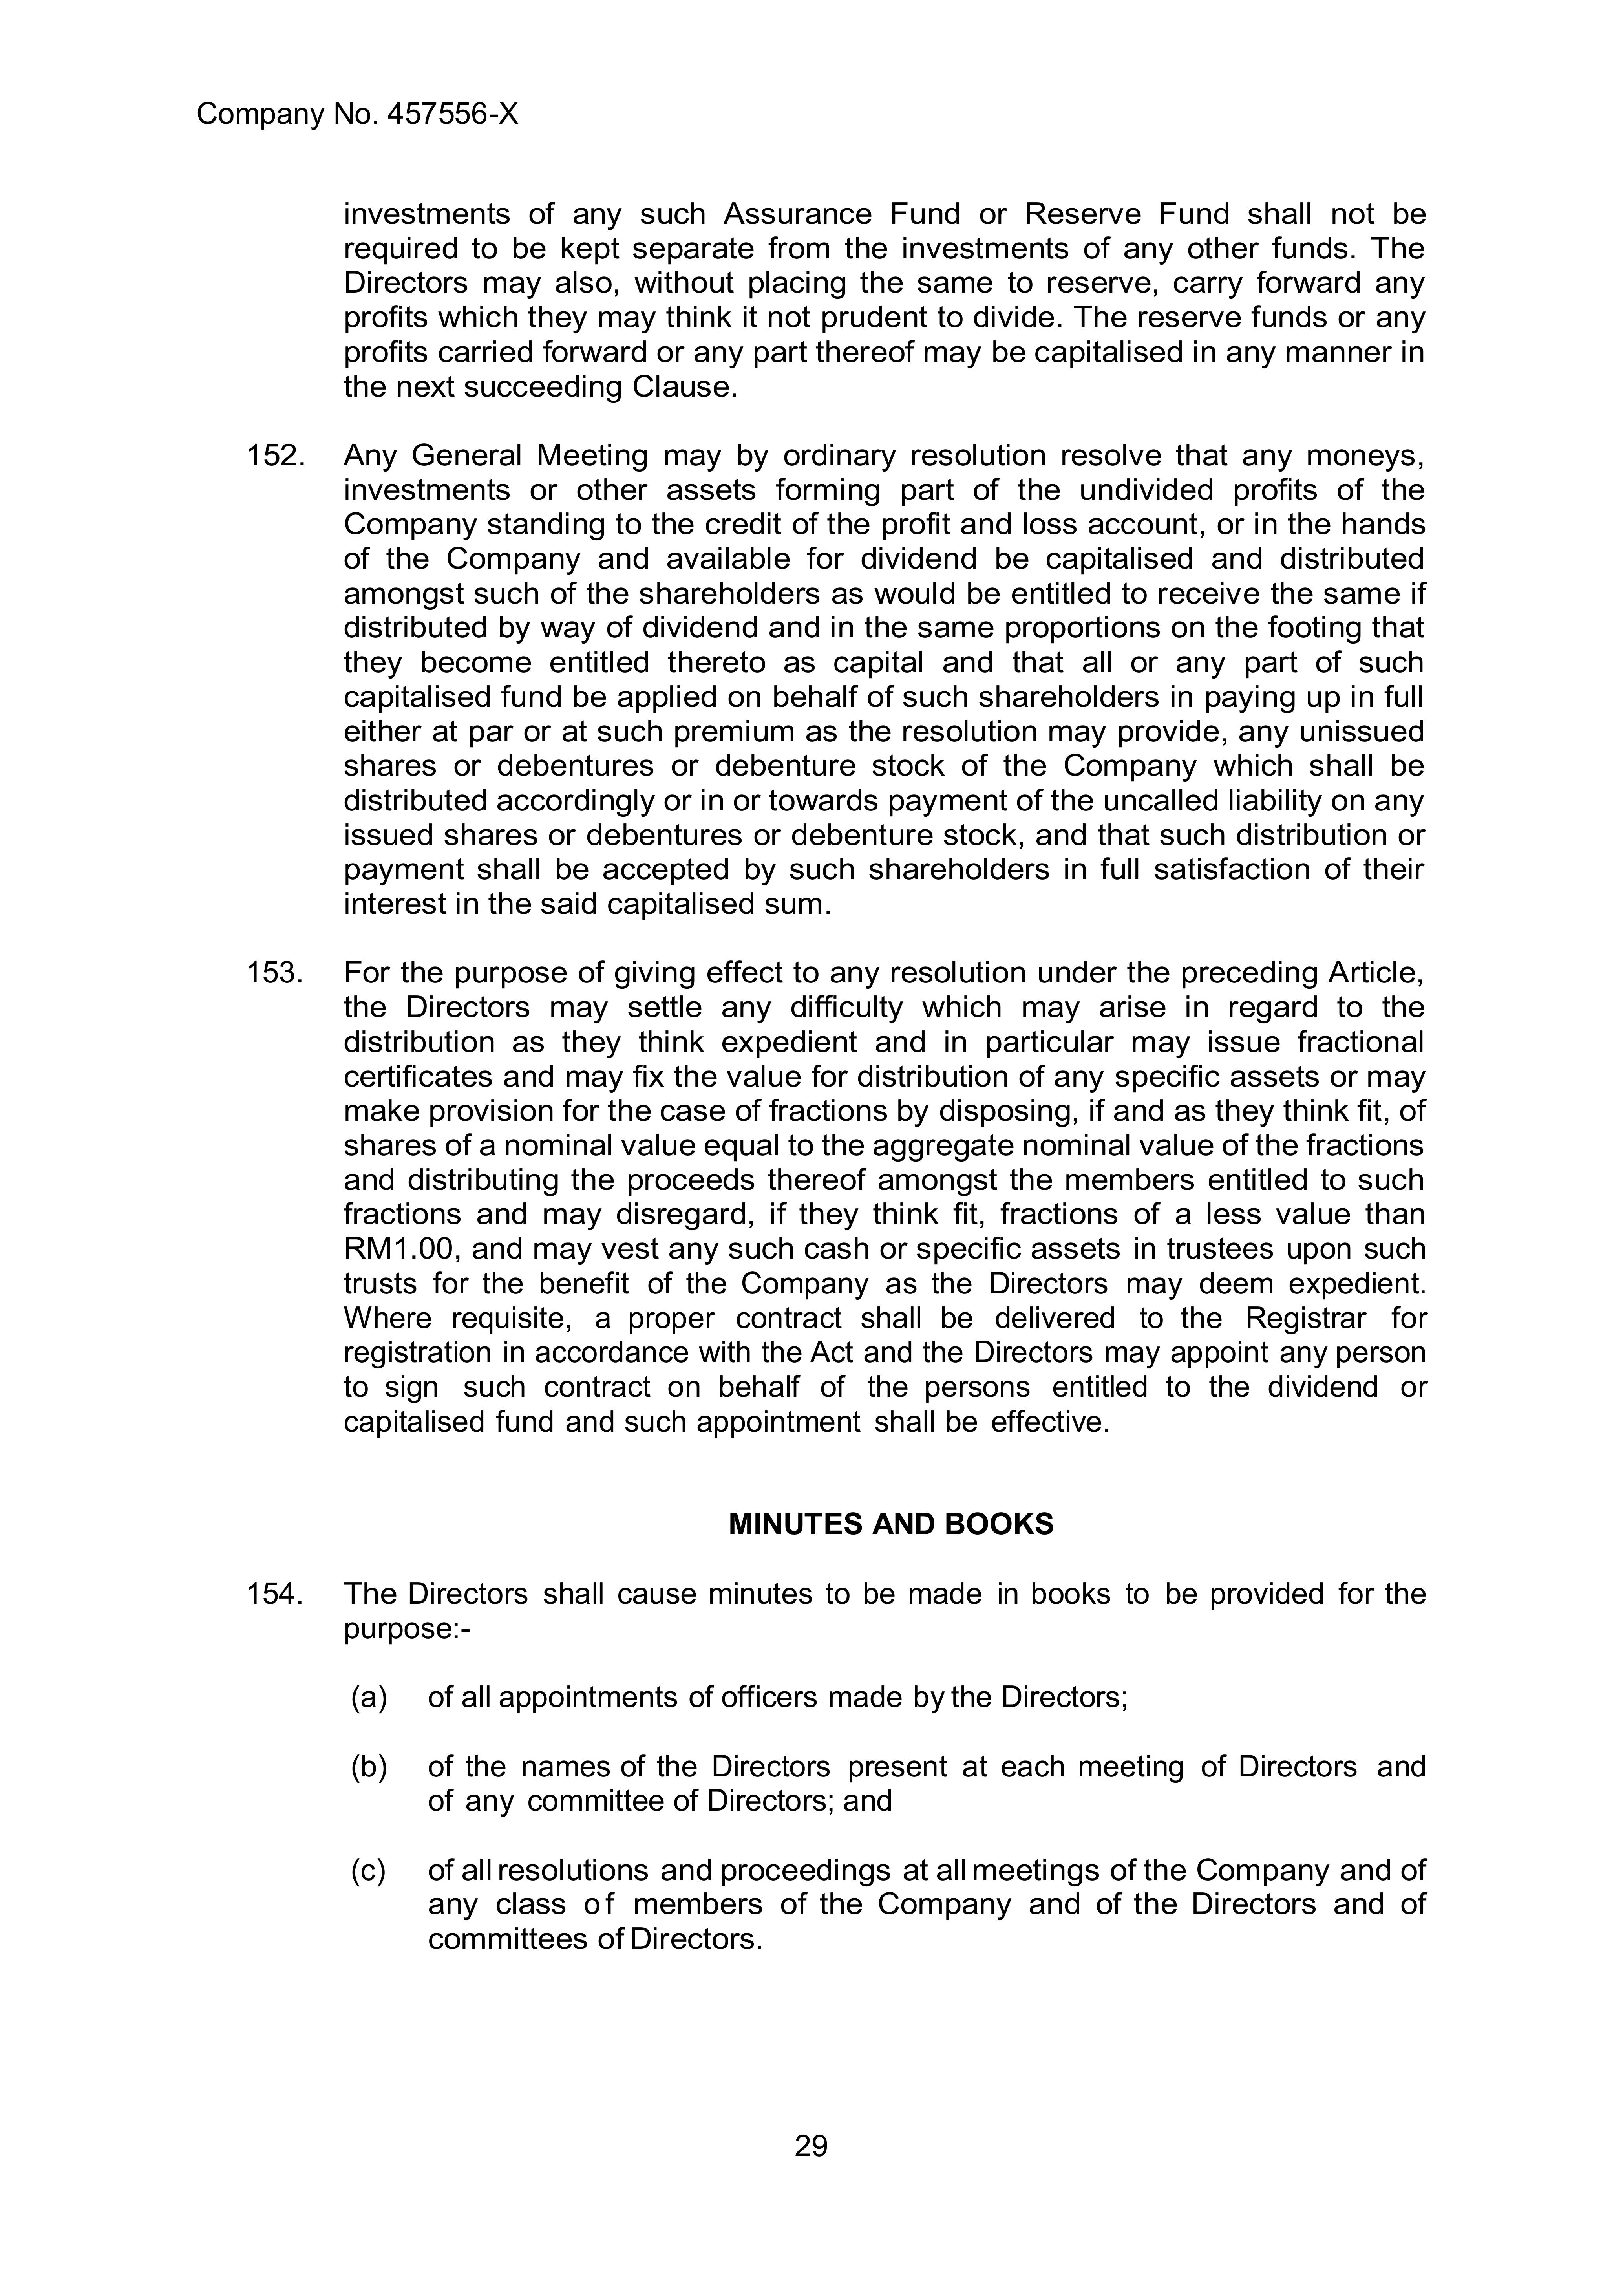 Company No. 457556-X
investments of any such Assurance Fund or Reserve Fund shall not be
required to be kept separate from the investments of any other funds. The
Directors may also, without placing the same to reserve, carry forward any
profits which they may think it not prudent to divide. The reserve funds or any
profits carried forward or any part thereof may be capitalised in any manner in
the next succeeding Clause.
152. Any General Meeting may by ordinary resolution resolve that any moneys,
investments or other assets forming part of the undivided profits of the
Company standing to the credit of the profit and loss account, or in the hands
of the Company and available for dividend be capitalised and distributed
amongst such of the shareholders as would be entitled to receive the same if
distributed by way of dividend and in the same proportions on the footing that
they become entitled thereto as capital and that all or any part of such
capitalised fund be applied on behalf of such shareholders in paying up in full
either at par or at such premium as the resolution may provide, any unissued
shares or debentures or debenture stock of the Company which shall be
distributed accordingly or in or towards payment of the uncalled liability on any
issued shares or debentures or debenture stock, and that such distribution or
payment shall be accepted by such shareholders in full satisfaction of their
interest in the said capitalised sum.
153. For the purpose of giving effect to any resolution under the preceding Article,
the Directors may settle any difficulty which may arise in regard to the
distribution as they think expedient and in particular may issue fractional
certificates and may fix the value for distribution of any specific assets or may
make provision for the case of fractions by disposing, if and as they think fit, of
shares of a nominal value equal to the aggregate nominal value of the fractions
and distributing the proceeds thereof amongst the members entitled to such
fractions and may disregard, if they think fit, fractions of a less value than
RM1.00, and may vest any such cash or specific assets in trustees upon such
trusts for the benefit of the Company as the Directors may deem expedient.
Where requisite, a proper contract shall be delivered to the Registrar for
registration in accordance with the Act and the Directors may appoint any person
to sign such contract on behalf of the persons entitled to the dividend or
capitalised fund and such appointment shall be effective.
MINUTES AND BOOKS
154. The Directors shall cause minutes to be made in books to be provided for the
purpose:-
(a) of all appointments of officers made by the Directors;
(b) of the names of the Directors present at each meeting of Directors and
of any committee of Directors; and
(c) of all resolutions and proceedings at all meetings of the Company and of
any class of members of the Company and of the Directors and of
committees of Directors.
29